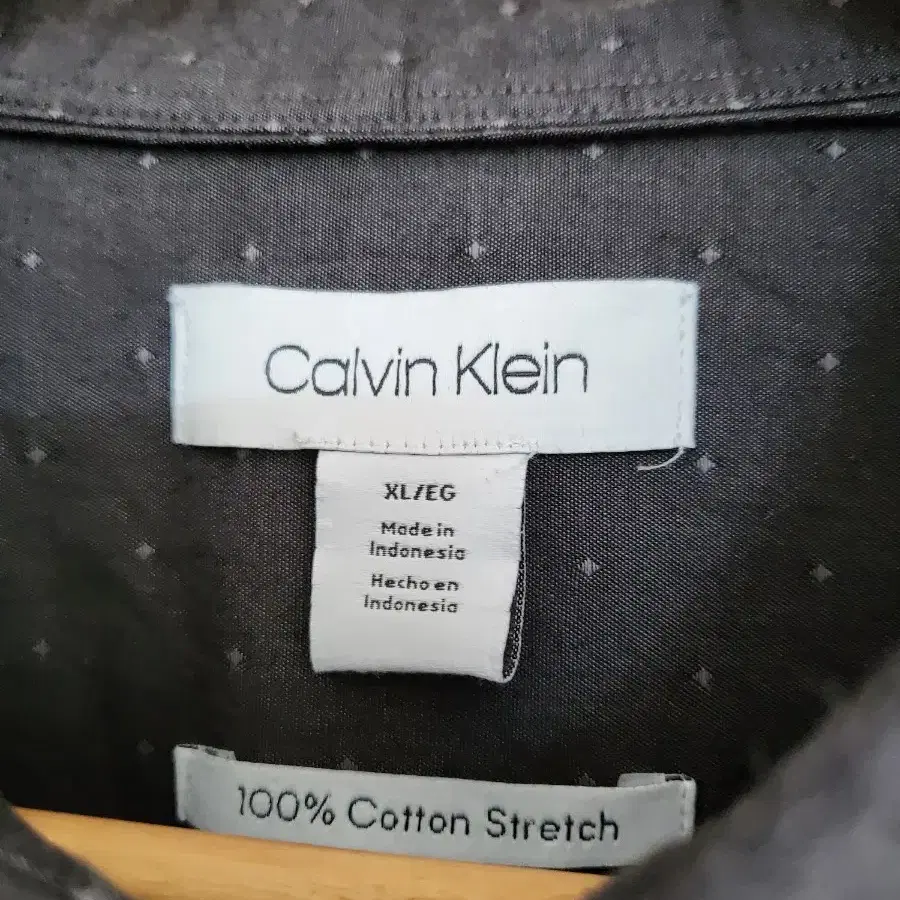 Calvin Klein
XL/EG
Made in
Indonesia
Hecho en
Indonesia
100% Cotton Stretch